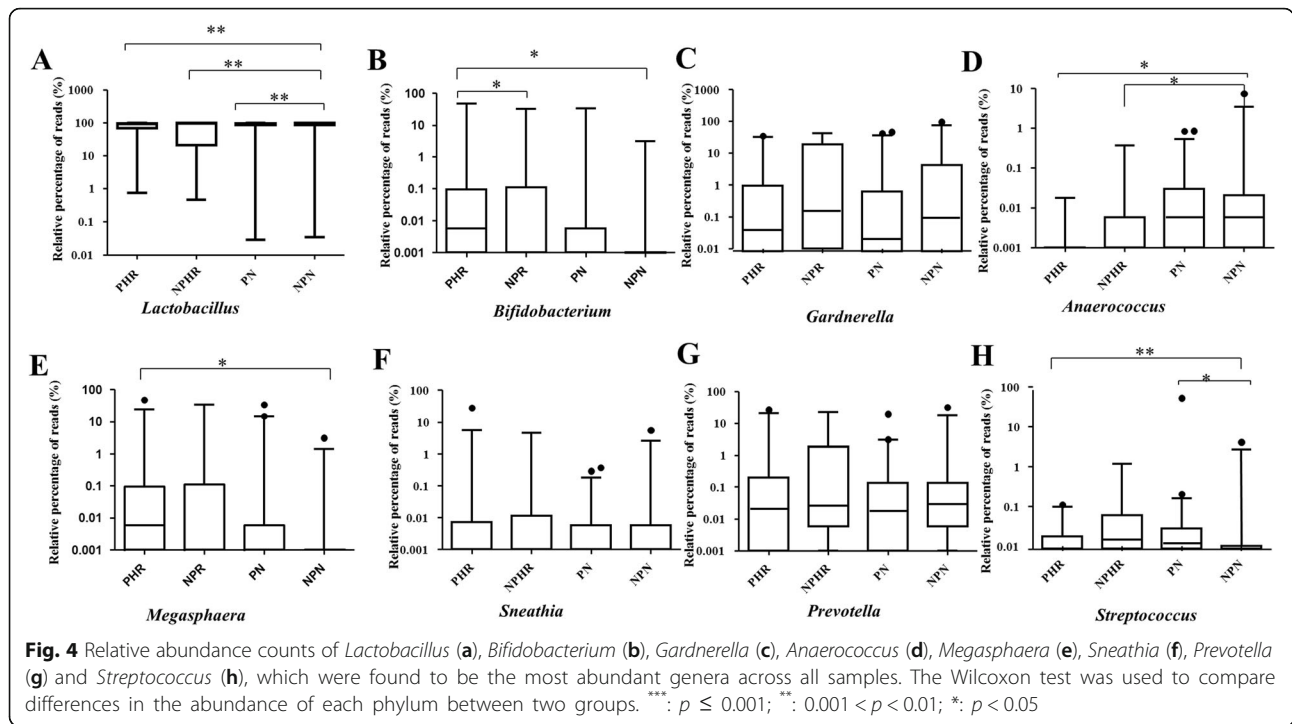 A
**
**
**
Relative percentage of reads (%)
1000
100
10
1
0.1
0.01
PHR NPHR PN NPN
Lactobacillus
B
*
*
Relative percentage of reads (%)
100
10
1
0.1
0.01
0.001
PHR NPR PN NPN
Bifidobacterium
C
Relative percentage of reads (%)
1000
100
10
1
0.1
0.01
PHR NPR PN NPN
Gardnerella
D
*
*
Relative percentage of reads (%)
10
1
0.1
0.01
0.001
PHR NPHR PN NPN
Anaerococcus
E
*
Relative percentage of reads (%)
100
10
1
0.1
0.01
0.001
PHR NPR PN NPN
Megasphaera
F
Relative percentage of reads (%)
100
10
1
0.1
0.01
0.001
PHR NPHR PN NPN
Sneathia
G
Relative percentage of reads (%)
100
10
1
0.1
0.01
0.001
PHR NPHR PN NPN
Prevotella
H
**
*
Relative percentage of reads (%)
100
10
1
0.1
0.01
PHR NPHR PN NPN
Streptococcus
Fig. 4 Relative abundance counts of Lactobacillus (a), Bifidobacterium (b), Gardnerella (c), Anaerococcus (d), Megasphaera (e), Sneathia (f), Prevotella
(g) and Streptococcus (h), which were found to be the most abundant genera across all samples. The Wilcoxon test was used to compare
differences in the abundance of each phylum between two groups. ***: p ≤ 0.001; **: 0.001 < p < 0.01; *: p < 0.05